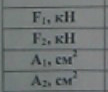 F₁, кН
F₂, кН
A₁, см²
A₂, см²